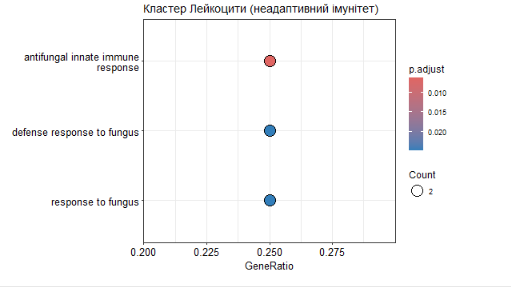 Кластер Лейкоцити (неадаптивний імунітет)
antifungal innate immune
response
defense response to fungus
response to fungus
0.200
0.225
0.250
0.275
GeneRatio
p.adjust
0.010
0.015
0.020
Count
2